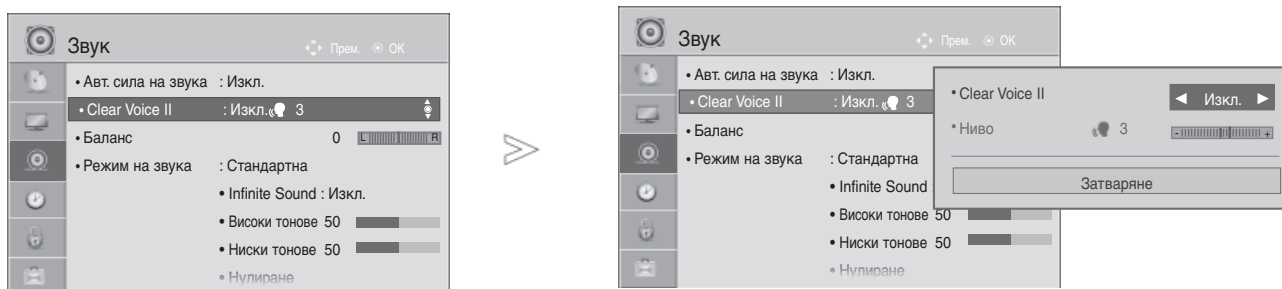 Звук
Прем. OK
• Авт. сила на звука : Изкл.
• Clear Voice II : Изкл. 3
• Баланс 0 L R
• Режим на звука : Стандартна
• Infinite Sound : Изкл.
• Високи тонове 50
• Ниски тонове 50
• Нулиране
Звук
Прем. OK
• Авт. сила на звука : Изкл.
• Clear Voice II : Изкл. 3
• Баланс
• Режим на звука : Стандартна
• Infinite Sound :
• Високи тонове 50
• Ниски тонове 50
• Нулиране
• Clear Voice II ◄ Изкл. ►
• Ниво 3 - +
Затваряне